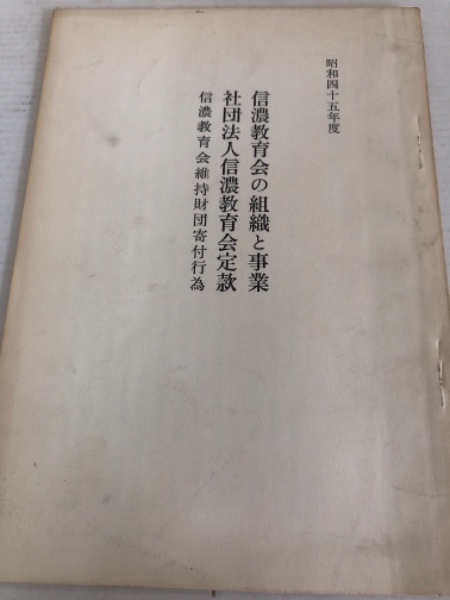 昭和四十五年度
信濃教育会の組織と事業
社団法人信濃教育会定款
信濃教育会維持財団寄付行為